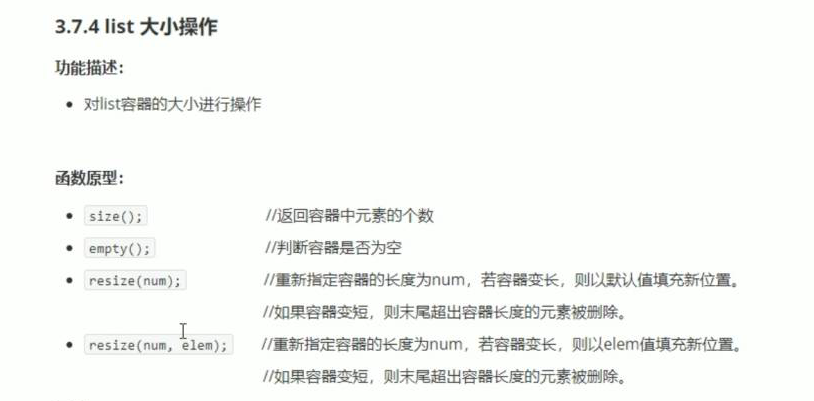 3.7.4 list 大小操作
功能描述：
• 对list容器的大小进行操作
函数原型：
• size(); //返回容器中元素的个数
• empty(); //判断容器是否为空
• resize(num); //重新指定容器的长度为num，若容器变长，则以默认值填充新位置。
//如果容器变短，则末尾超出容器长度的元素被删除。
• resize(num, elem); //重新指定容器的长度为num，若容器变长，则以elem值填充新位置。
//如果容器变短，则末尾超出容器长度的元素被删除。